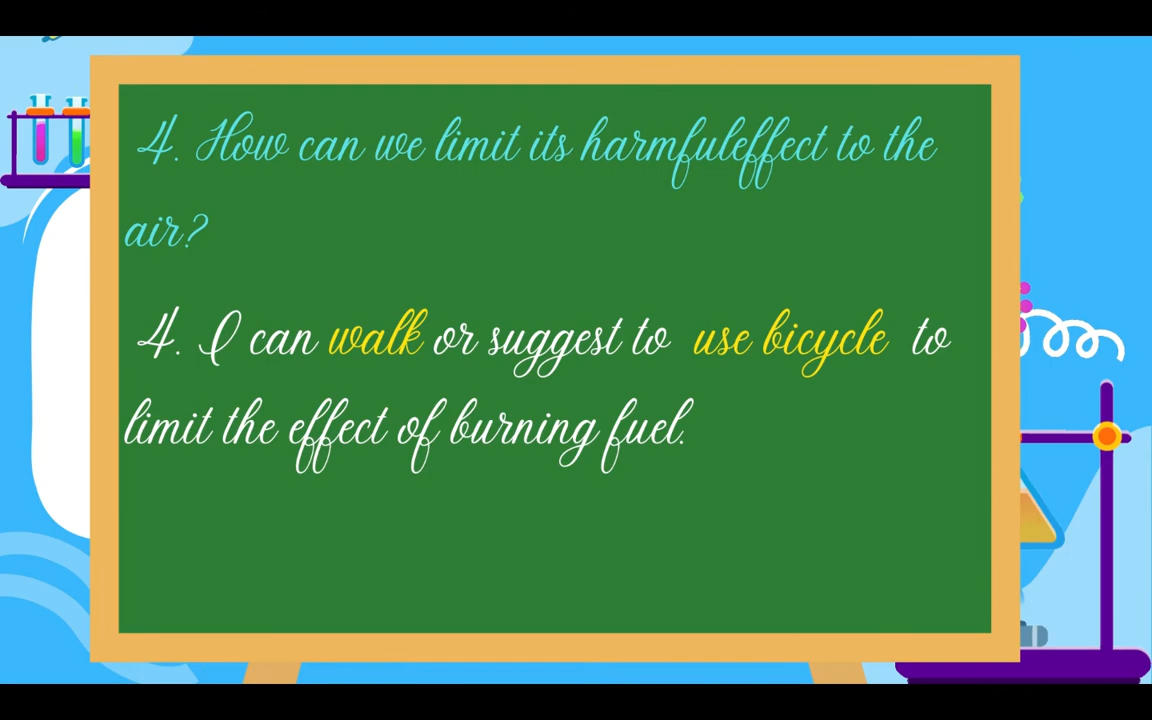 4. How can we limit its harmfuleffect to the
air?
4. I can walk or suggest to use bicycle to
limit the effect of burning fuel.